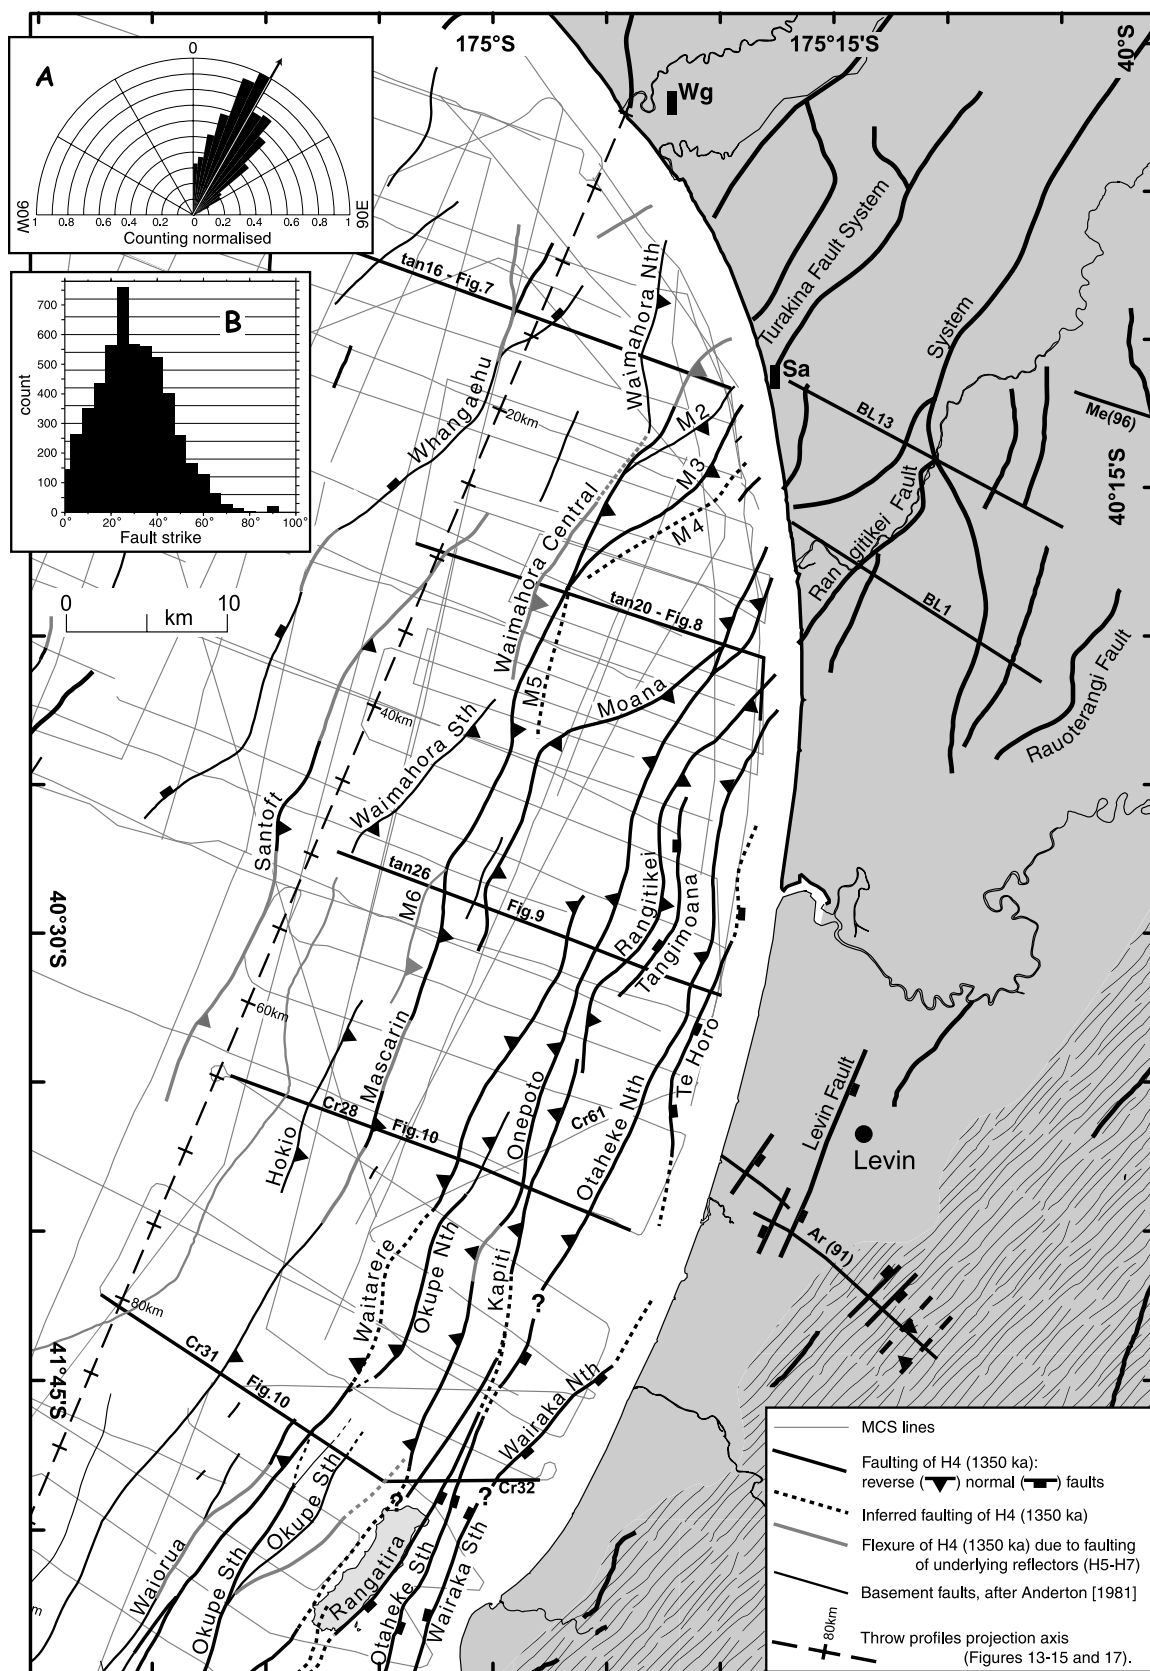 175°S
175°15'S
40°S
A
0
90W
90E
1 0.8 0.6 0.4 0.2 0 0.2 0.4 0.6 0.8 1
Counting normalised
B
700
600
500
400
300
200
100
0
count
0° 20° 40° 60° 80° 100°
Fault strike
0 10
km
Wg
tan16 - Fig.7
Waimahora Nth
Turakina Fault System
System
Sa
Whangaehu
20km
M2
BL13
Me(96)
M3
40°15'S
Waimahora Central
M4
Rangitikei Fault
tan20 - Fig.8
BL1
M5
Moana
Rauoterangi Fault
40km
Waimahora Sth
Santoft
tan26
Fig.9
M6
Rangitikei
Tangimoana
40°30'S
60km
Mascarin
Te Horo
Onepoto
Cr61
Otaheke Nth
Levin Fault
Cr28
Fig.10
Hokio
Levin
Ar (91)
Waitarere
Okupe Nth
Kapiti
?
80km
Cr31
Fig.10
41°45'S
Wairaka Nth
Cr32
?
?
Okupe Sth
Waiorua
Okupe Sth
Rangatira
Otaheke Sth
Wairaka Sth
m
MCS lines
Faulting of H4 (1350 ka):
reverse ( ) normal ( ) faults
Inferred faulting of H4 (1350 ka)
Flexure of H4 (1350 ka) due to faulting
of underlying reflectors (H5-H7)
Basement faults, after Anderton [1981]
80km
Throw profiles projection axis
(Figures 13-15 and 17).